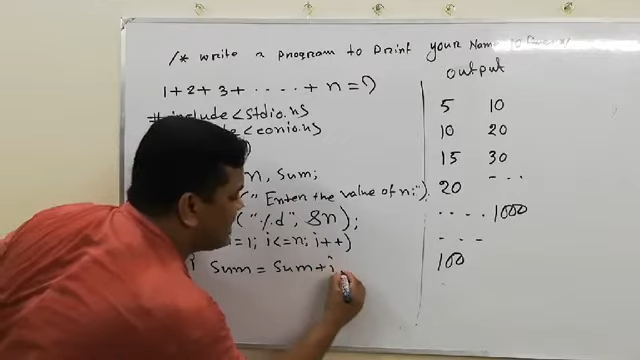 /* write a program to print your Name 10
1 + 2 + 3 + ..... + n = ?
# include <stdio.h>
de <conio.h>
)
n, sum;
(" Enter the value of n: ").
( "%d", &n);
i = 1; i <= n; i++)
sum = sum + i
output
5 10
10 20
15 30
20 - - - -
. . . . 1000
- - - -
100